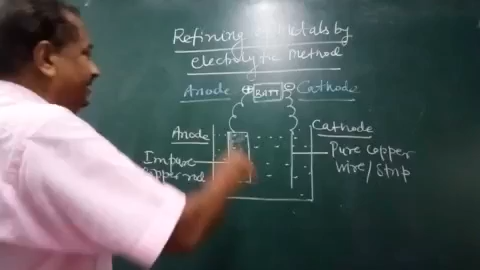 Refining of Metals by
electrolytic Method
Anode + BATT - Cathode
Anode
Cathode
Impure
Copper rod
Pure Copper
wire/strip